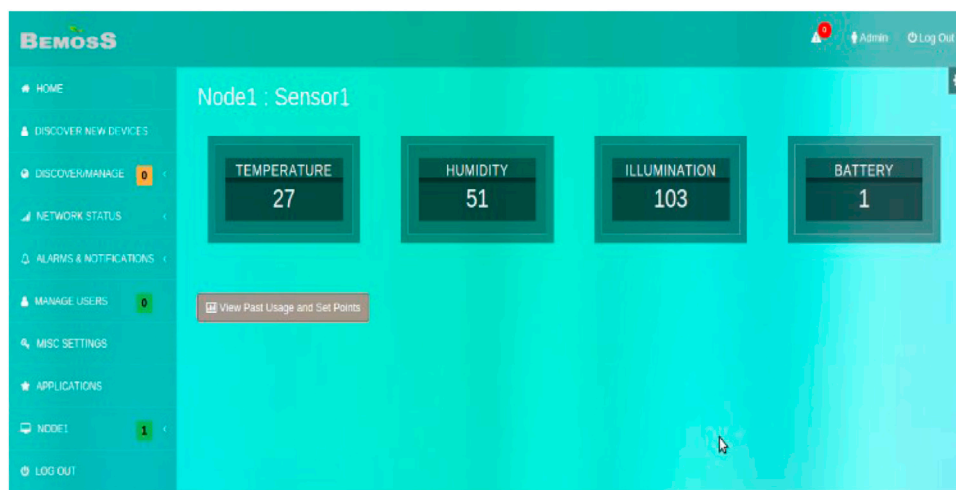 BEMOSS
0
Admin
Log Out
HOME
DISCOVER NEW DEVICES
DISCOVER/MANAGE 0
NETWORK STATUS
ALARMS & NOTIFICATIONS
MANAGE USERS 0
MISC SETTINGS
APPLICATIONS
NODE1 1
LOG OUT
Node1 : Sensor1
TEMPERATURE
27
HUMIDITY
51
ILLUMINATION
103
BATTERY
1
View Past Usage and Set Points